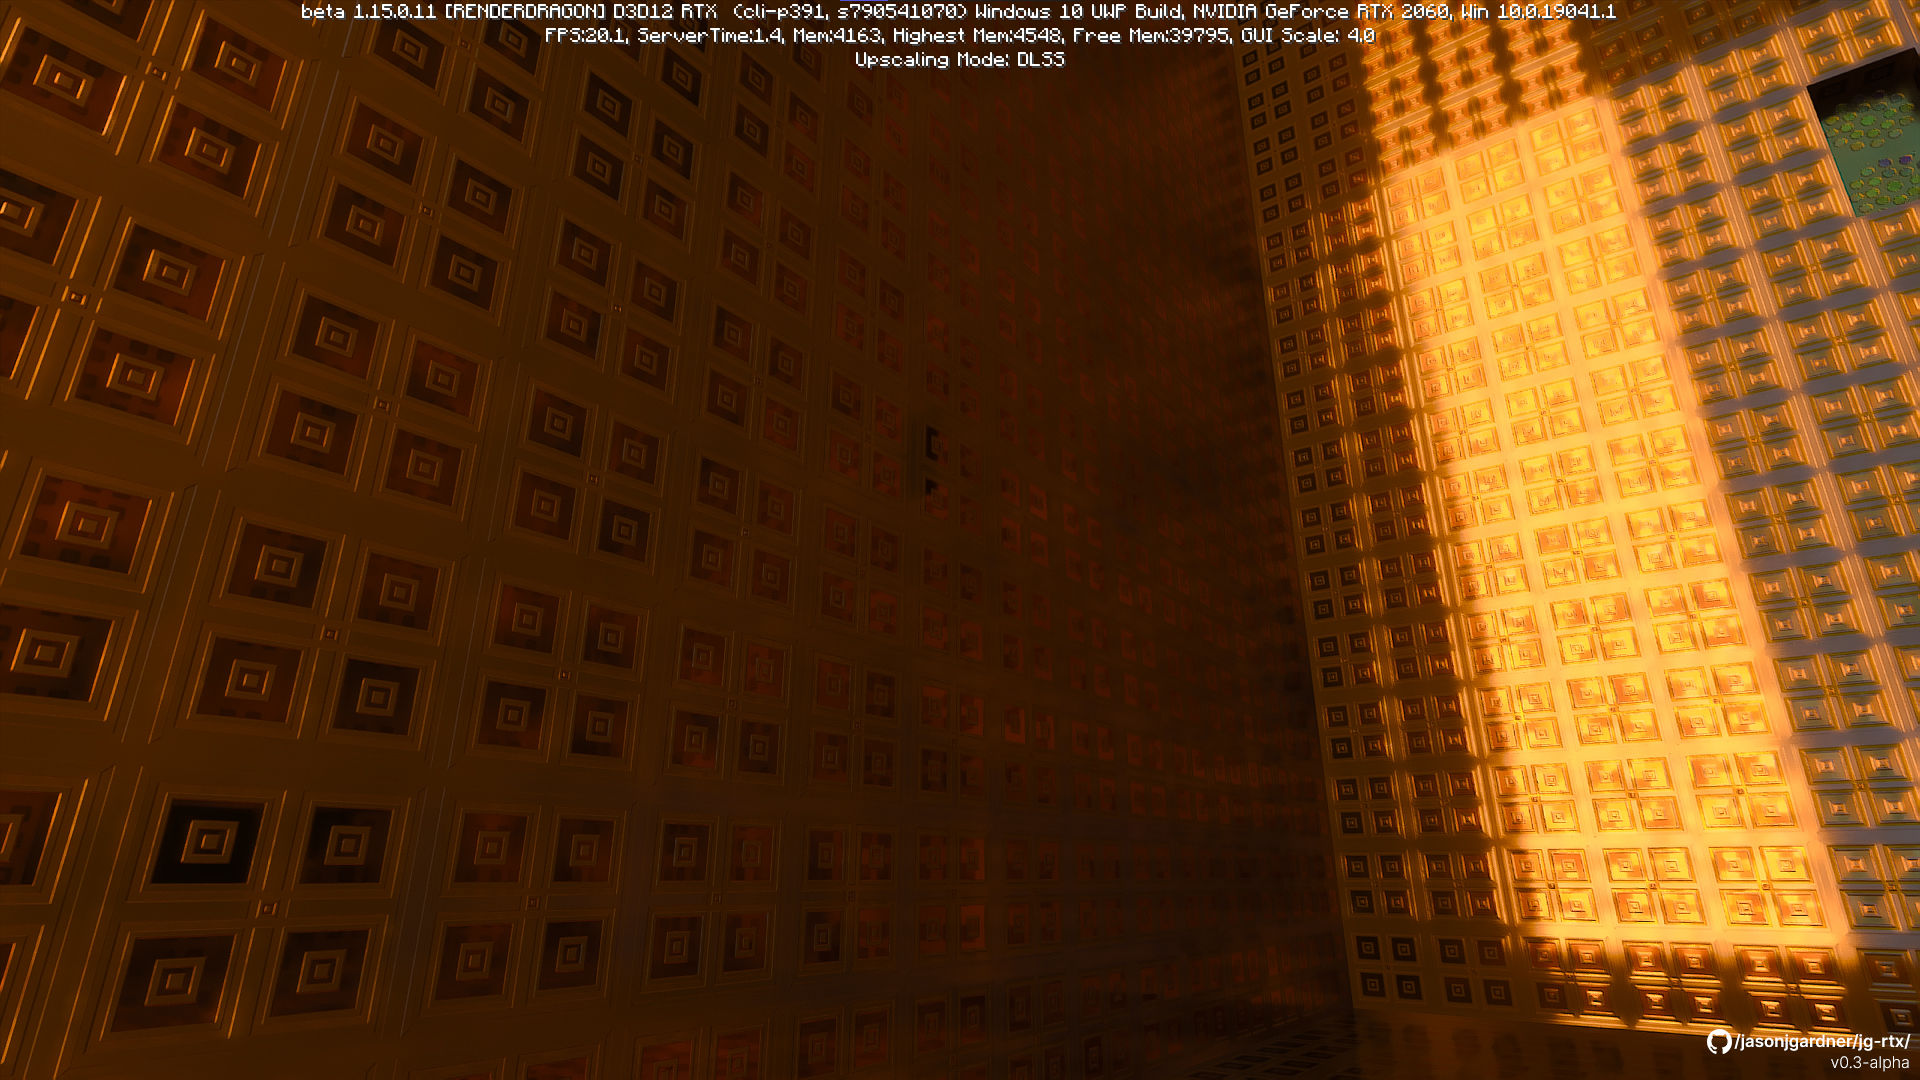 beta 1.15.0.11 [RENDERDRAGON] D3D12 RTX (cli-p391, s790541070) Windows 10 UWP Build, NVIDIA GeForce RTX 2060, Win 10.0.19041.1
FPS:20.1, ServerTime:1.4, Mem:4163, Highest Mem:4548, Free Mem:39795, GUI Scale: 4.0
Upscaling Mode: DLSS
/jasonjgardner/jg-rtx/
v0.3-alpha